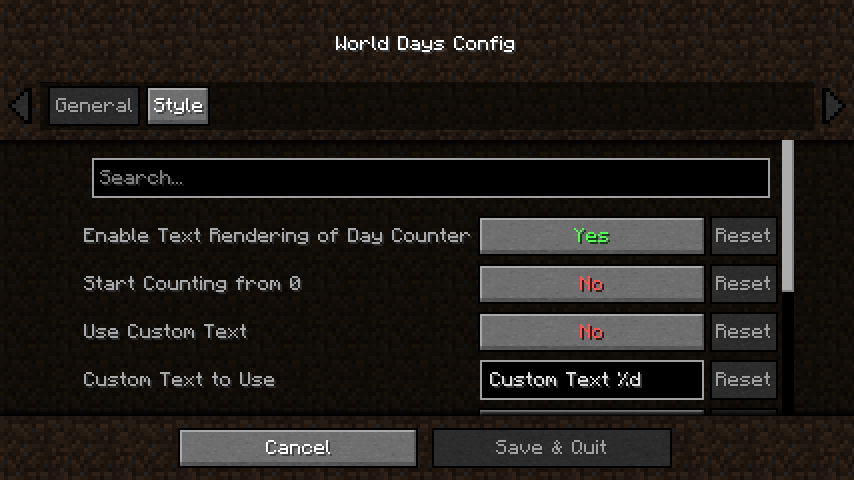 World Days Config
General Style
Search...
Enable Text Rendering of Day Counter Yes Reset
Start Counting from 0 No Reset
Use Custom Text No Reset
Custom Text to Use Custom Text %d Reset
Cancel Save & Quit